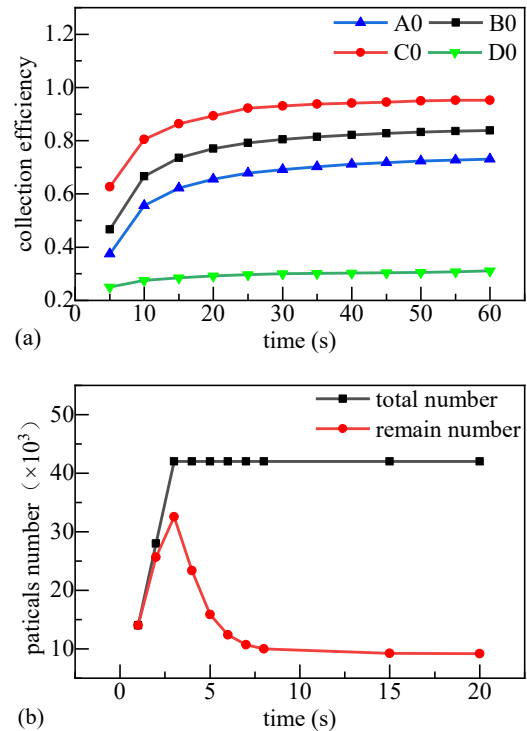 1.2
1.0
0.8
0.6
0.4
0.2
collection efficiency
A0 B0
C0 D0
0 10 20 30 40 50 60
time (s)
(a)
50
40
30
20
10
paticals number（×10³）
total number
remain number
0 5 10 15 20
time (s)
(b)